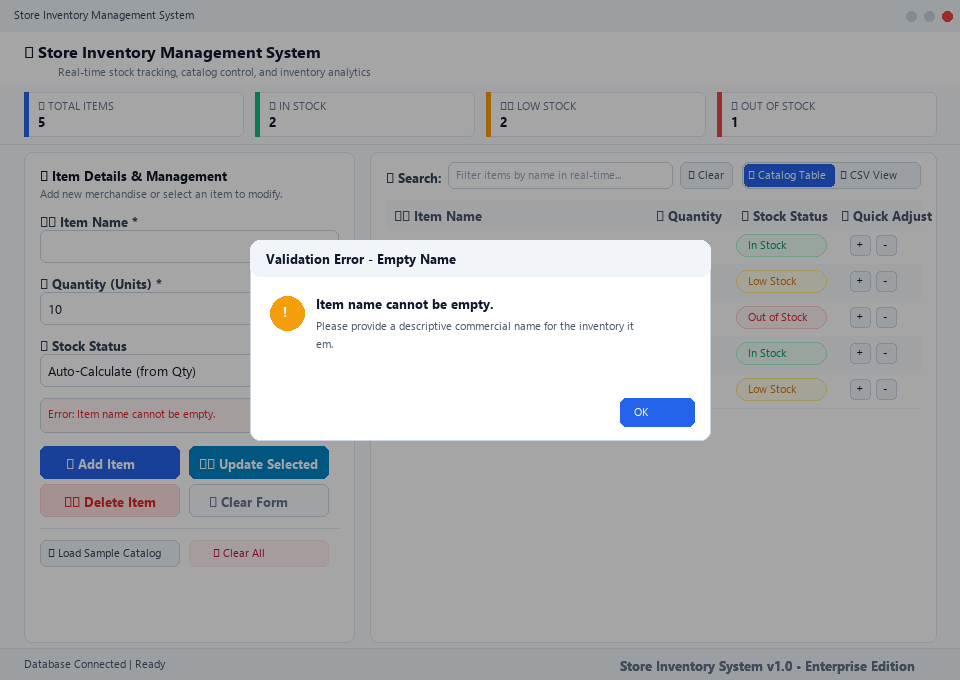 Store Inventory Management System
Store Inventory Management System
Real-time stock tracking, catalog control, and inventory analytics
TOTAL ITEMS
5
IN STOCK
2
LOW STOCK
2
OUT OF STOCK
1
Item Details & Management
Add new merchandise or select an item to modify.
Item Name *
Quantity (Units) *
10
Stock Status
Auto-Calculate (from Qty)
Error: Item name cannot be empty.
Add Item
Update Selected
Delete Item
Clear Form
Load Sample Catalog
Clear All
Search:
Filter items by name in real-time...
Clear
Catalog Table
CSV View
Item Name
Quantity
Stock Status
Quick Adjust
In Stock
+ -
Low Stock
+ -
Out of Stock
+ -
In Stock
+ -
Low Stock
+ -
Validation Error - Empty Name
!
Item name cannot be empty.
Please provide a descriptive commercial name for the inventory it
em.
OK
Database Connected | Ready
Store Inventory System v1.0 • Enterprise Edition